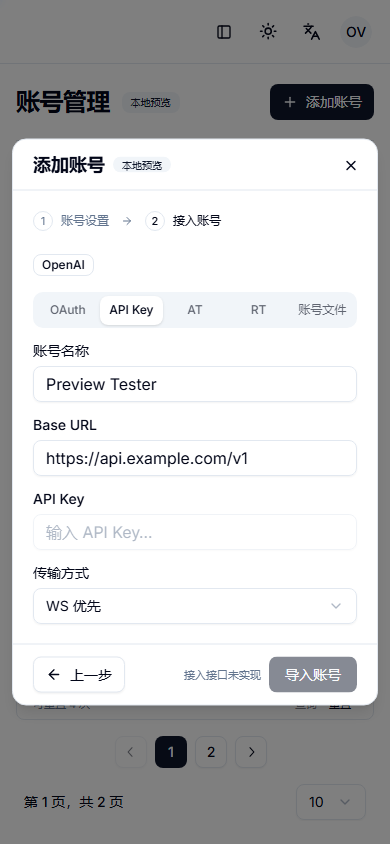 OV
账号管理 本地预览
添加账号
添加账号 本地预览
1 账号设置 → 2 接入账号
OpenAI
OAuth API Key AT RT 账号文件
账号名称
Preview Tester
Base URL
https://api.example.com/v1
API Key
输入 API Key...
传输方式
WS 优先
上一步
接入接口未实现
导入账号
1 2
第 1 页，共 2 页
10